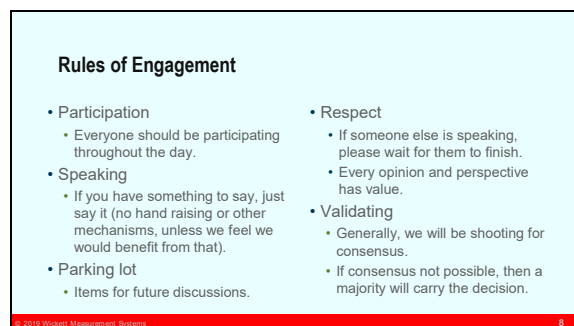 Rules of Engagement
• Participation
• Everyone should be participating
throughout the day.
• Speaking
• If you have something to say, just
say it (no hand raising or other
mechanisms, unless we feel we
would benefit from that).
• Parking lot
• Items for future discussions.
• Respect
• If someone else is speaking,
please wait for them to finish.
• Every opinion and perspective
has value.
• Validating
• Generally, we will be shooting for
consensus.
• If consensus not possible, then a
majority will carry the decision.
© 2019 Wickett Measurement Systems
8